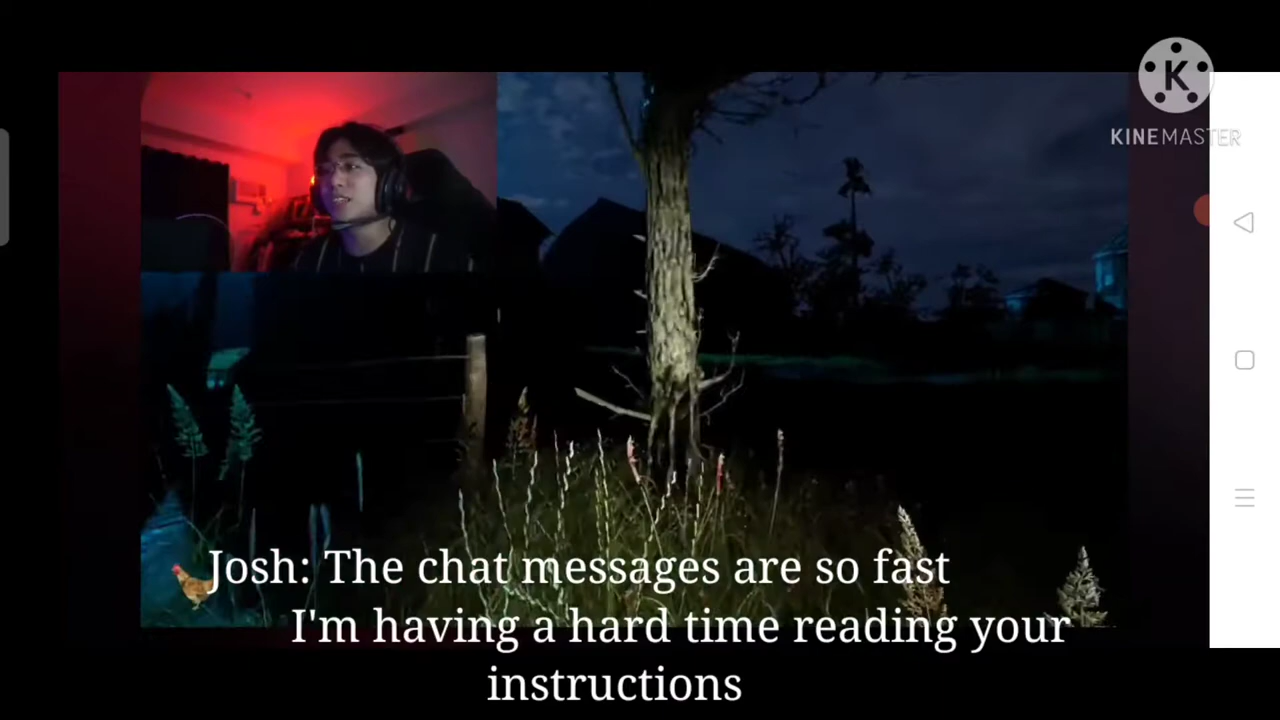 KINEMASTER
Josh: The chat messages are so fast
I'm having a hard time reading your
instructions